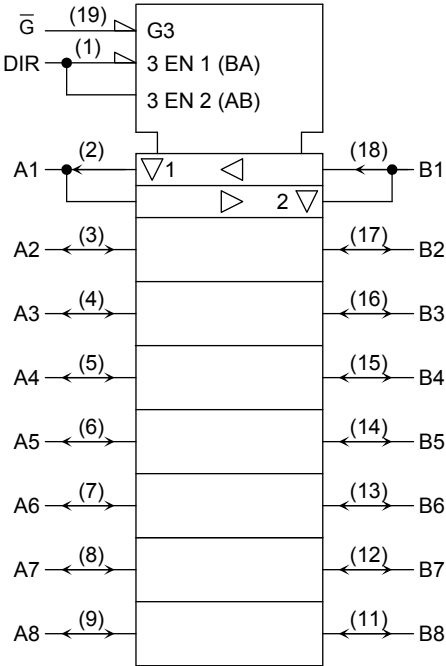 G̅ (19) G3
DIR (1) 3 EN 1 (BA)
3 EN 2 (AB)
A1 (2) 1 (18) B1
2
A2 (3) (17) B2
A3 (4) (16) B3
A4 (5) (15) B4
A5 (6) (14) B5
A6 (7) (13) B6
A7 (8) (12) B7
A8 (9) (11) B8